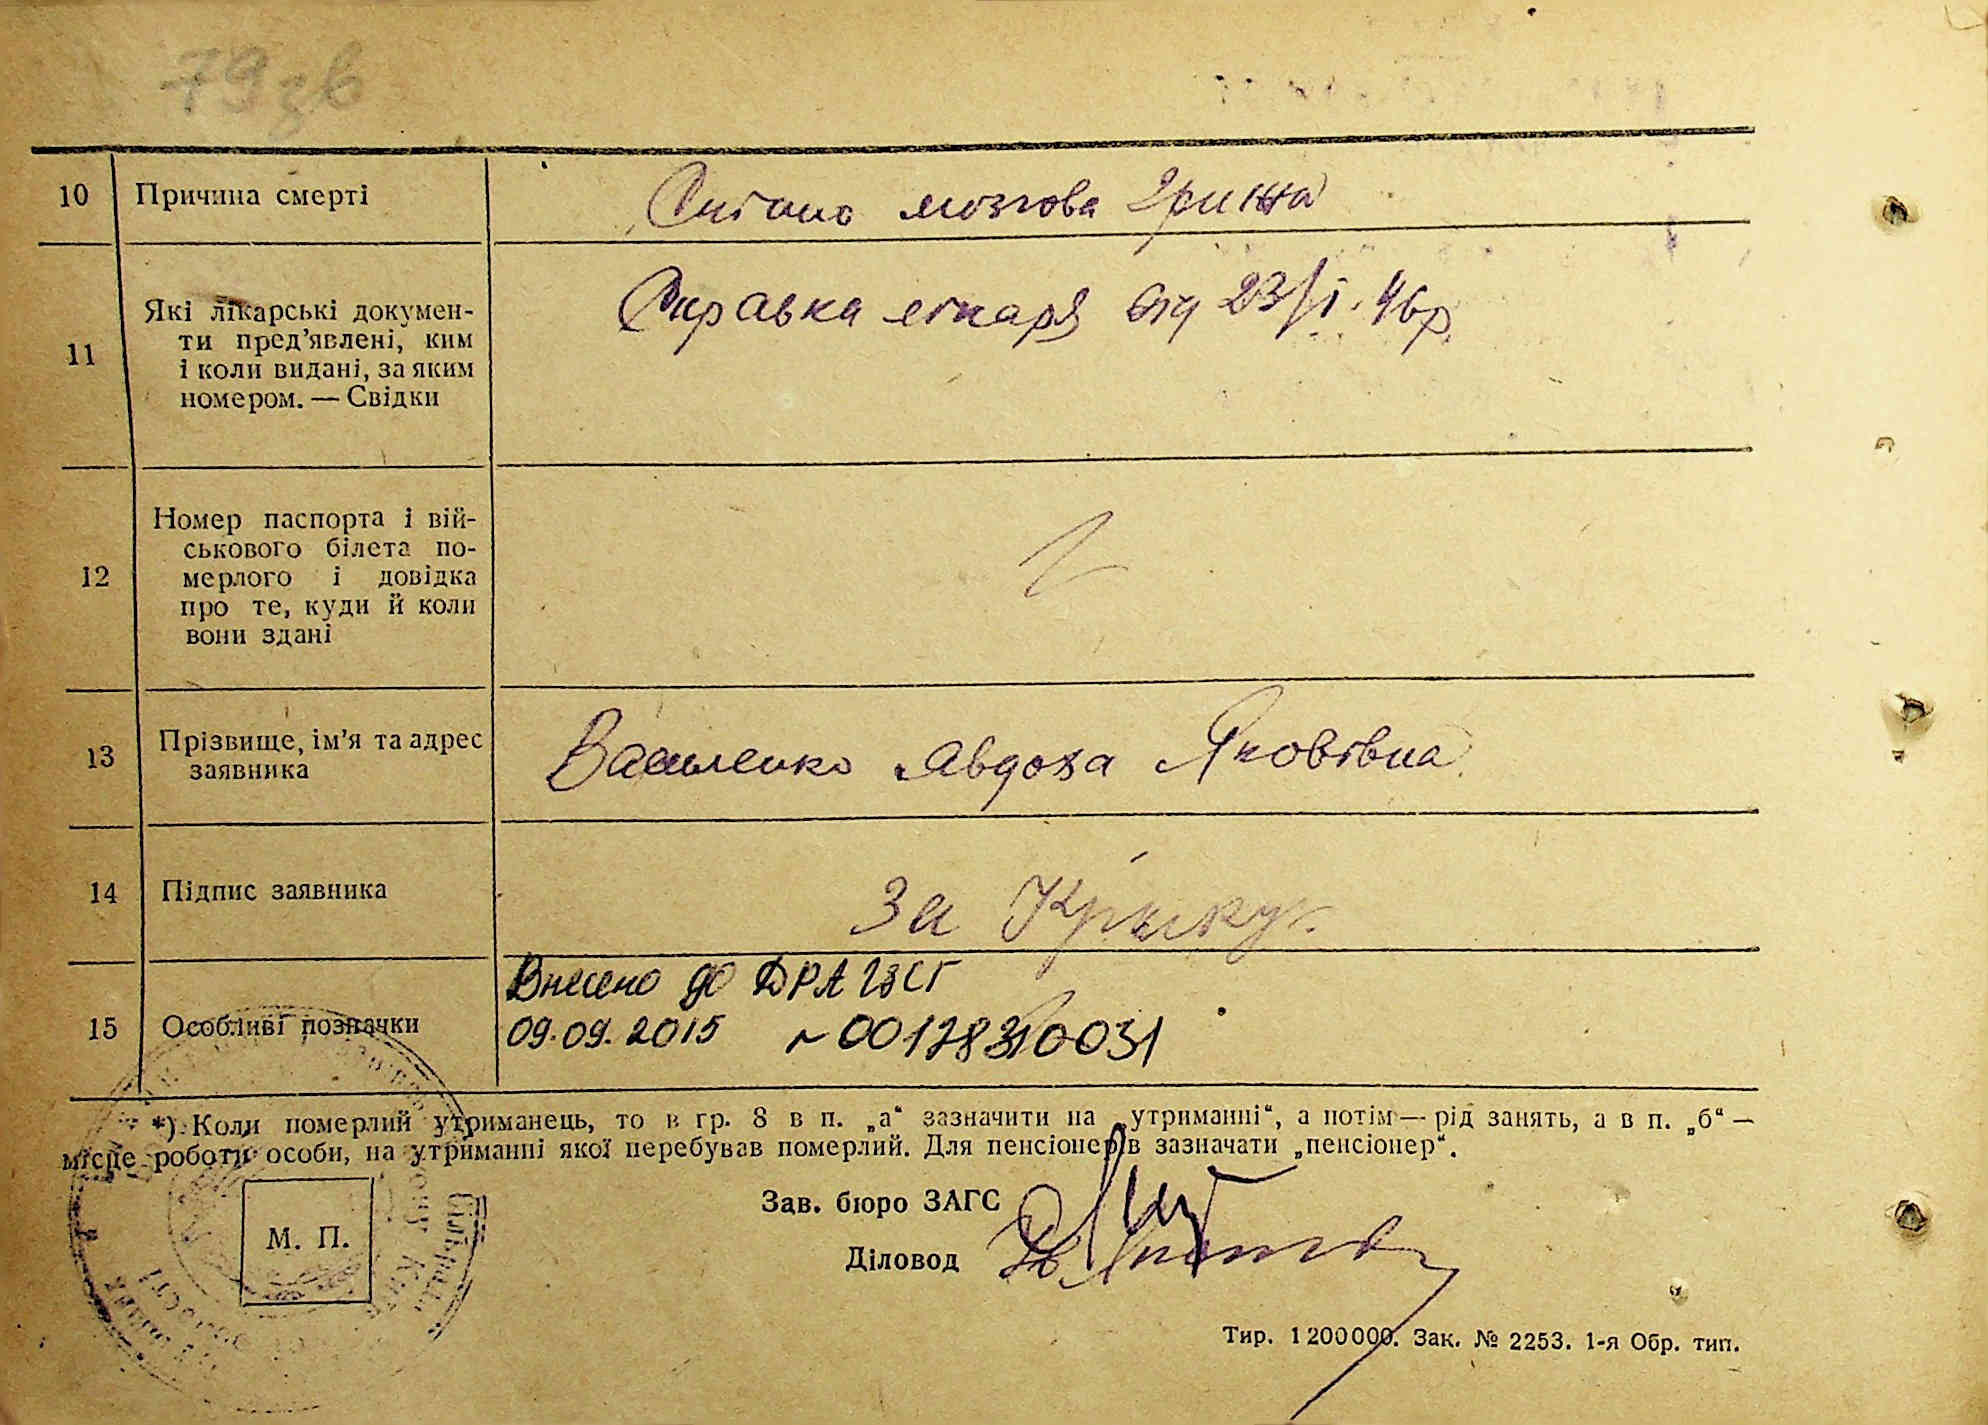 79 зв
10 Причина смерті
мозгова грижа
11 Які лікарські докумен-
ти пред'явлені, ким
і коли видані, за яким
номером. — Свідки
Справка лікаря від 23/I. 46р.
12 Номер паспорта і вій-
ськового білета по-
мерлого і довідка
про те, куди й коли
вони здані
13 Прізвище, ім'я та адрес
заявника
Василенко Явдоха Яковівна
14 Підпис заявника
За
15 Особливі позначки
Внесено до ДРАЦСГ
09.09.2015 № 00128310031
*) Коли померлий утриманець, то в гр. 8 в п. „а“ зазначити на „утриманні“, а потім — рід занять, а в п. „б“ —
місце роботи особи, на утриманні якої перебував померлий. Для пенсіонерів зазначати „пенсіонер“.
Зав. бюро ЗАГС
М. П.
Діловод
Тир. 1200000. Зак. № 2253. 1-я Обр. тип.